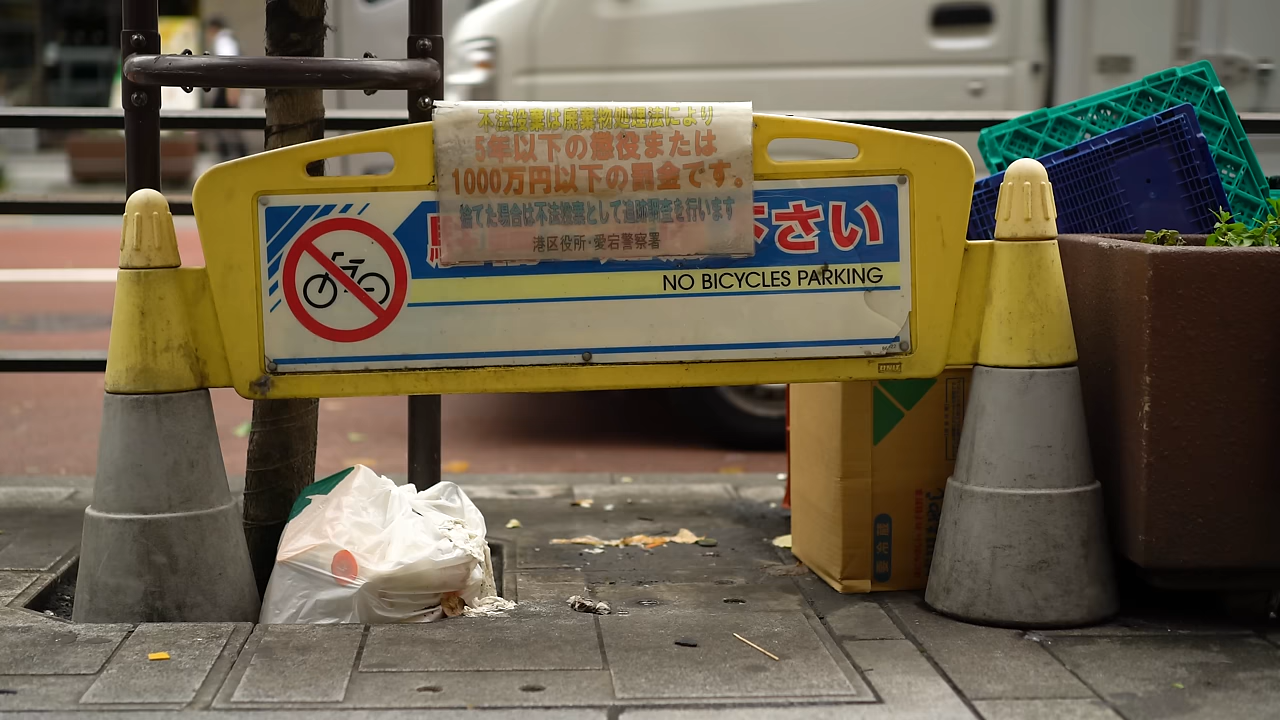 不法投棄は廃棄物処理法により
5年以下の懲役または
1000万円以下の罰金です。
捨てた場合は不法投棄として追跡調査を行います
港区役所・愛宕警察署
下さい
NO BICYCLES PARKING